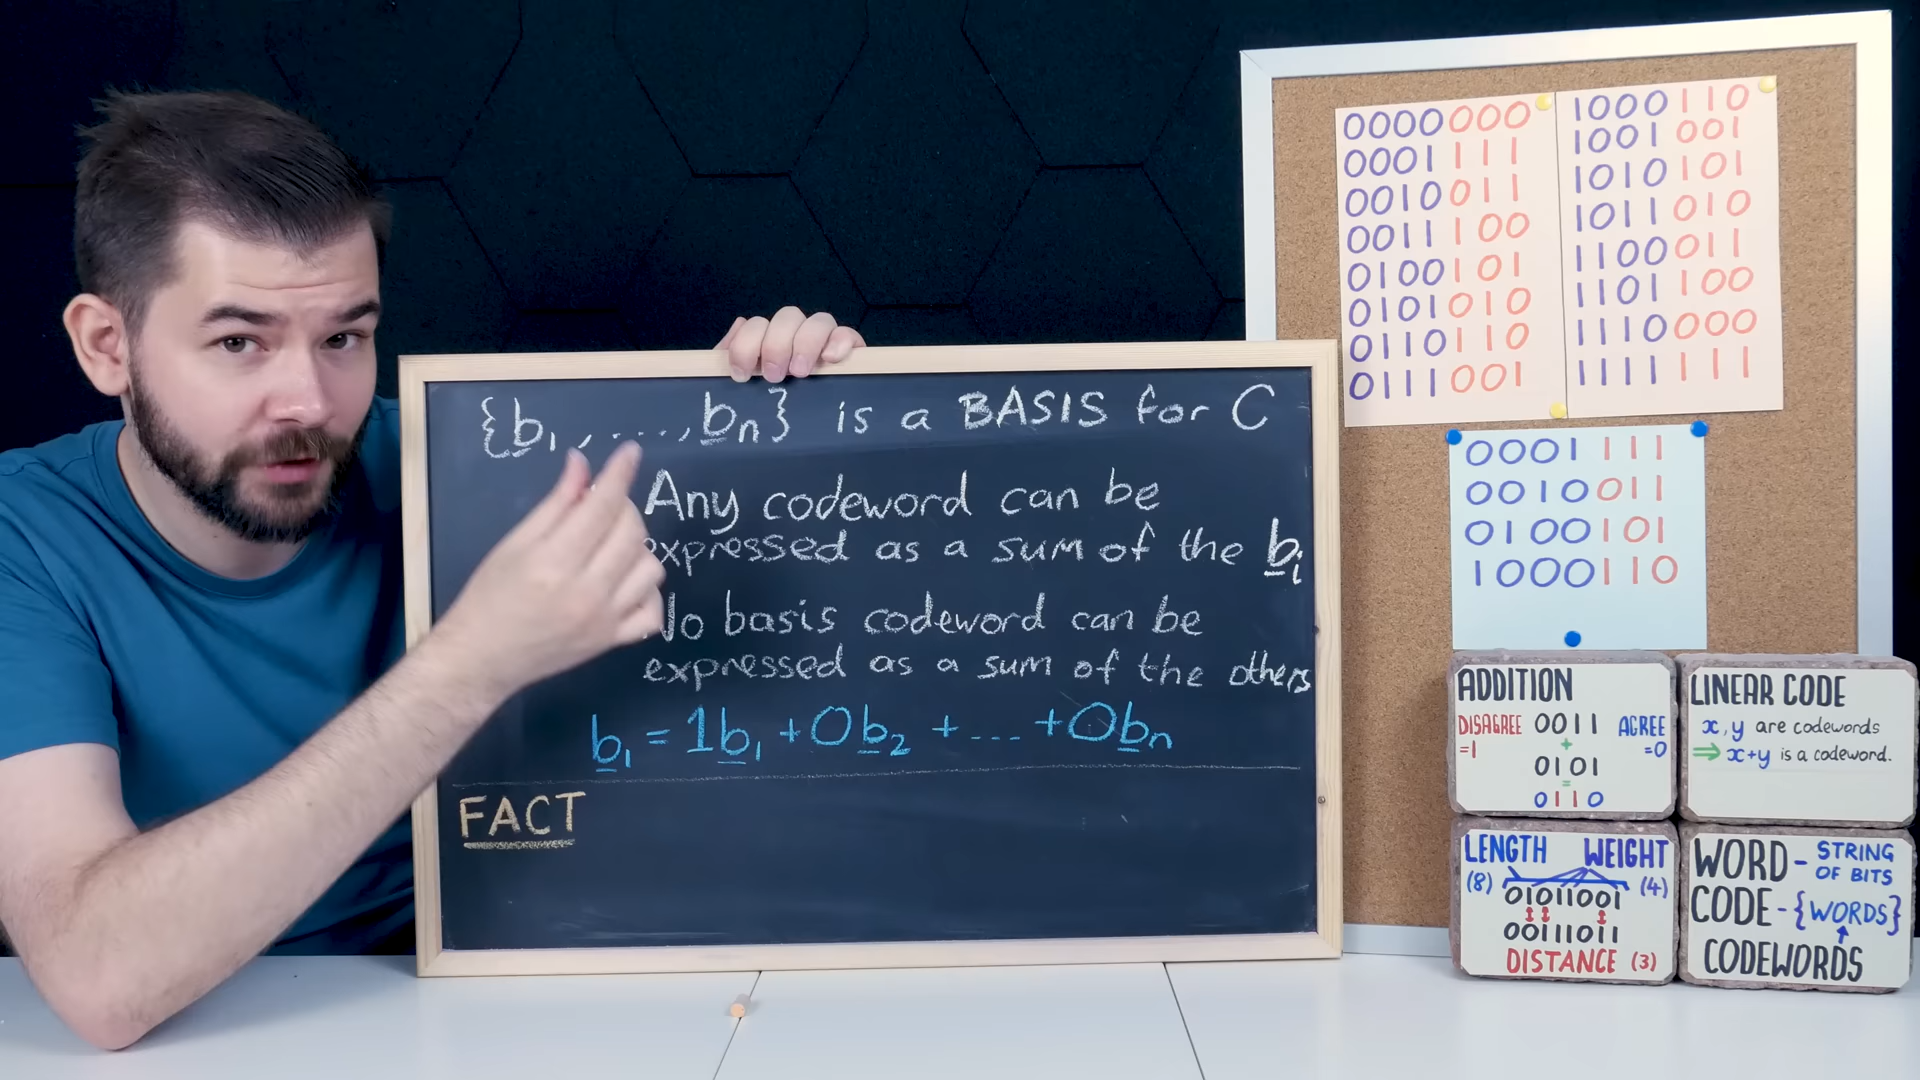 {b₁, ..., bₙ} is a BASIS for C
Any codeword can be
expressed as a sum of the bᵢ
No basis codeword can be
expressed as a sum of the others
b₁ = 1b₁ + 0b₂ + ... + 0bₙ
FACT
0000000
0001111
0010011
0011100
0100101
0101010
0110110
0111001
1000110
1001001
1010101
1011010
1100011
1101100
1110000
1111111
0001111
0010011
0100101
1000110
ADDITION
DISAGREE =1
0011
+
0101
=
0110
AGREE =0
LINEAR CODE
x, y are codewords
⇒ x+y is a codeword.
LENGTH (8)
WEIGHT (4)
01011001
00111011
DISTANCE (3)
WORD - STRING OF BITS
CODE - {WORDS}
CODEWORDS